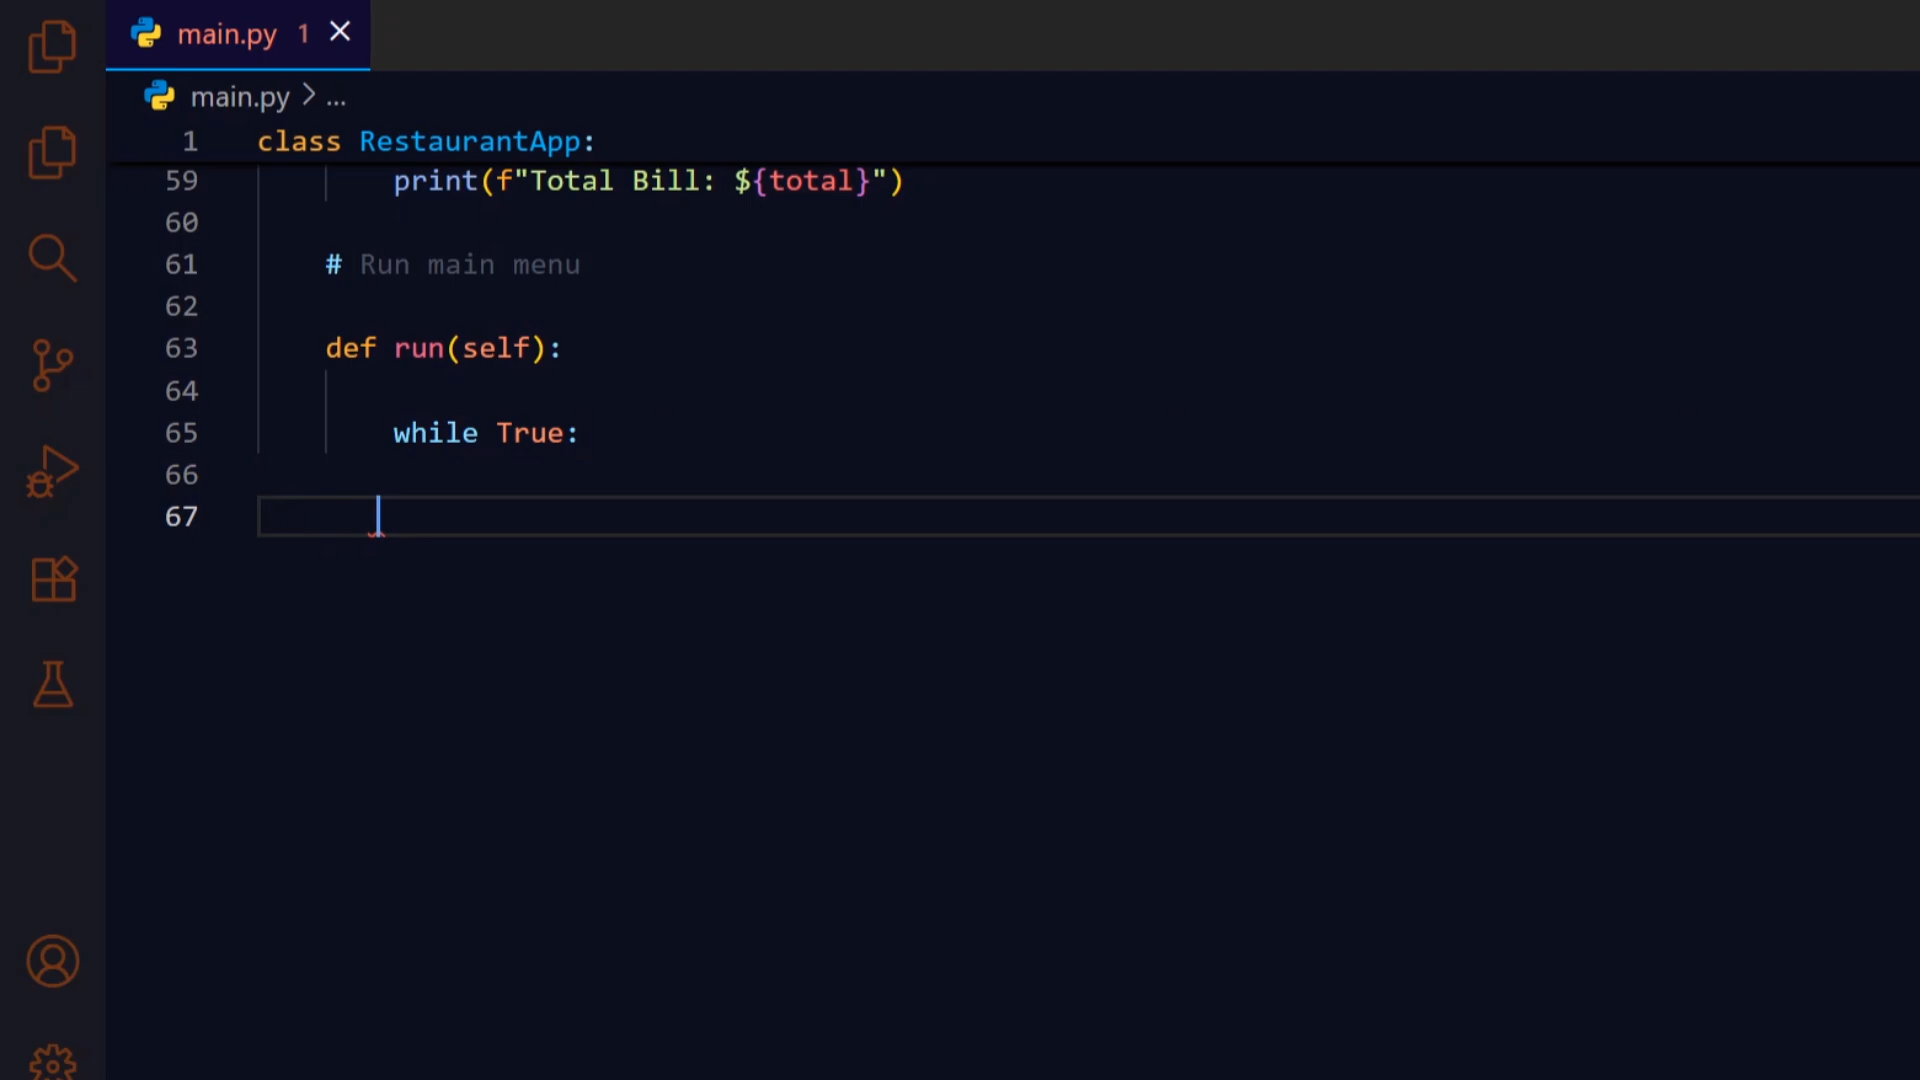 main.py 1
main.py > ...
1 class RestaurantApp:
59 print(f"Total Bill: ${total}")
60
61 # Run main menu
62
63 def run(self):
64
65 while True:
66
67